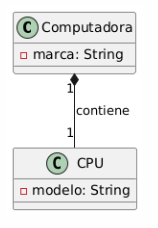 C Computadora
marca: String
1
contiene
1
C CPU
modelo: String